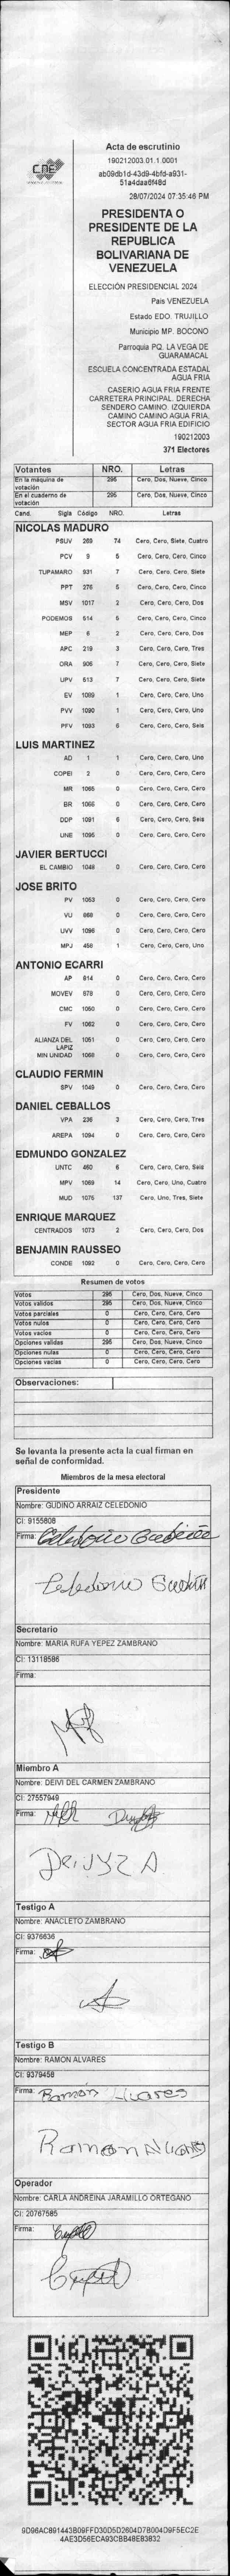 CNE
Acta de escrutinio
190212003.01.1.0001
ab09db1d-43d9-4bfd-a931-
51a4daa6f48d
28/07/2024 07:35:46 PM
PRESIDENTA O
PRESIDENTE DE LA
REPUBLICA
BOLIVARIANA DE
VENEZUELA
ELECCIÓN PRESIDENCIAL 2024
Pais VENEZUELA
Estado EDO. TRUJILLO
Municipio MP. BOCONO
Parroquia PQ. LA VEGA DE
GUARAMACAL
ESCUELA CONCENTRADA ESTADAL
AGUA FRIA
CASERIO AGUA FRIA FRENTE
CARRETERA PRINCIPAL. DERECHA
SENDERO CAMINO. IZQUIERDA
CAMINO CAMINO AGUA FRIA,
SECTOR AGUA FRIA EDIFICIO
190212003
371 Electores
Votantes NRO. Letras
En la máquina de votación 295 Cero, Dos, Nueve, Cinco
En el cuaderno de votación 295 Cero, Dos, Nueve, Cinco
Cand. Sigla Código NRO. Letras
NICOLAS MADURO
PSUV 269 74 Cero, Cero, Siete, Cuatro
PCV 9 5 Cero, Cero, Cero, Cinco
TUPAMARO 931 7 Cero, Cero, Cero, Siete
PPT 276 5 Cero, Cero, Cero, Cinco
MSV 1017 2 Cero, Cero, Cero, Dos
PODEMOS 514 5 Cero, Cero, Cero, Cinco
MEP 6 2 Cero, Cero, Cero, Dos
APC 219 3 Cero, Cero, Cero, Tres
ORA 906 7 Cero, Cero, Cero, Siete
UPV 513 7 Cero, Cero, Cero, Siete
EV 1089 1 Cero, Cero, Cero, Uno
PVV 1090 1 Cero, Cero, Cero, Uno
PFV 1093 6 Cero, Cero, Cero, Seis
LUIS MARTINEZ
AD 1 1 Cero, Cero, Cero, Uno
COPEI 2 0 Cero, Cero, Cero, Cero
MR 1065 0 Cero, Cero, Cero, Cero
BR 1066 0 Cero, Cero, Cero, Cero
DDP 1091 6 Cero, Cero, Cero, Seis
UNE 1095 0 Cero, Cero, Cero, Cero
JAVIER BERTUCCI
EL CAMBIO 1048 0 Cero, Cero, Cero, Cero
JOSE BRITO
PV 1053 0 Cero, Cero, Cero, Cero
VU 869 0 Cero, Cero, Cero, Cero
UVV 1096 0 Cero, Cero, Cero, Cero
MPJ 458 1 Cero, Cero, Cero, Uno
ANTONIO ECARRI
AP 914 0 Cero, Cero, Cero, Cero
MOVEV 978 0 Cero, Cero, Cero, Cero
CMC 1050 0 Cero, Cero, Cero, Cero
FV 1062 0 Cero, Cero, Cero, Cero
ALIANZA DEL LAPIZ 1051 0 Cero, Cero, Cero, Cero
MIN UNIDAD 1068 0 Cero, Cero, Cero, Cero
CLAUDIO FERMIN
SPV 1049 0 Cero, Cero, Cero, Cero
DANIEL CEBALLOS
VPA 236 3 Cero, Cero, Cero, Tres
AREPA 1094 0 Cero, Cero, Cero, Cero
EDMUNDO GONZALEZ
UNTC 460 6 Cero, Cero, Cero, Seis
MPV 1069 14 Cero, Cero, Uno, Cuatro
MUD 1075 137 Cero, Uno, Tres, Siete
ENRIQUE MARQUEZ
CENTRADOS 1073 2 Cero, Cero, Cero, Dos
BENJAMIN RAUSSEO
CONDE 1092 0 Cero, Cero, Cero, Cero
Resumen de votos
Votos 295 Cero, Dos, Nueve, Cinco
Votos validos 295 Cero, Dos, Nueve, Cinco
Votos parciales 0 Cero, Cero, Cero, Cero
Votos nulos 0 Cero, Cero, Cero, Cero
Votos vacios 0 Cero, Cero, Cero, Cero
Opciones validas 295 Cero, Dos, Nueve, Cinco
Opciones nulas 0 Cero, Cero, Cero, Cero
Opciones vacias 0 Cero, Cero, Cero, Cero
Observaciones:
Se levanta la presente acta la cual firman en
señal de conformidad.
Miembros de la mesa electoral
Presidente
Nombre: GUDINO ARRAIZ CELEDONIO
CI: 9155808
Firma: Celedonio Gudiño
Celedonio Gudiño
Secretario
Nombre: MARIA RUFA YEPEZ ZAMBRANO
CI: 13118586
Firma:
Miembro A
Nombre: DEIVI DEL CARMEN ZAMBRANO
CI: 27557949
Firma:
Deivyz A
Testigo A
Nombre: ANACLETO ZAMBRANO
CI: 9376636
Firma:
Testigo B
Nombre: RAMON ALVARES
CI: 9379458
Firma: Ramon
Ramon
Operador
Nombre: CARLA ANDREINA JARAMILLO ORTEGANO
CI: 20767585
Firma:
9D96AC891443B09FFD30D5D2604D7B004D9F5EC2E
4AE3D56ECA93CBB48E83832